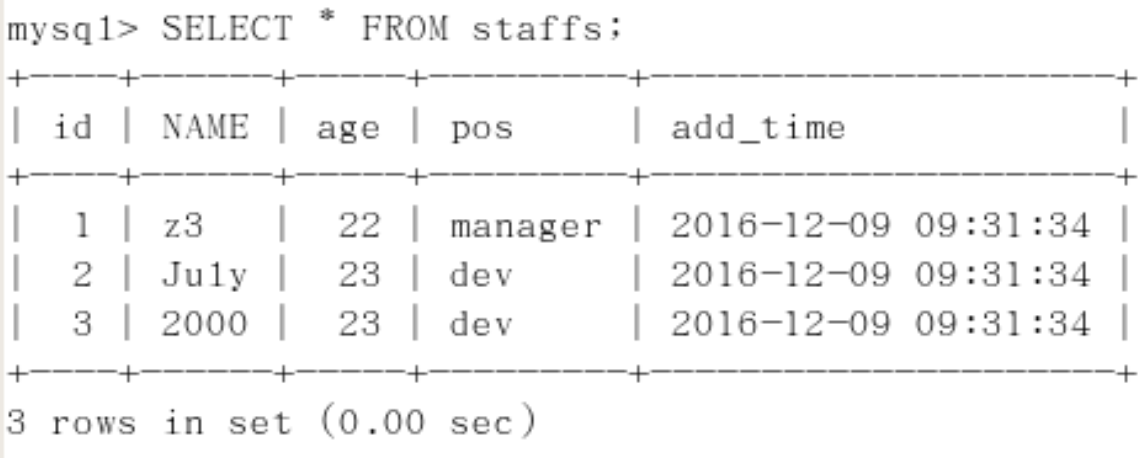 mysql> SELECT * FROM staffs;
+----+------+-----+---------+---------------------+
| id | NAME | age | pos     | add_time            |
+----+------+-----+---------+---------------------+
|  1 | z3   |  22 | manager | 2016-12-09 09:31:34 |
|  2 | July |  23 | dev     | 2016-12-09 09:31:34 |
|  3 | 2000 |  23 | dev     | 2016-12-09 09:31:34 |
+----+------+-----+---------+---------------------+
3 rows in set (0.00 sec)